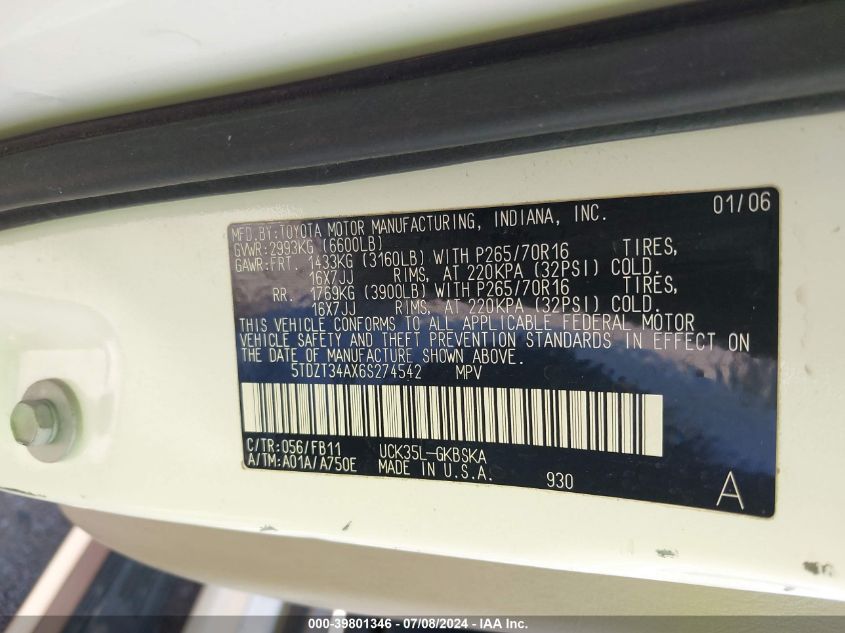 MFD.BY:TOYOTA MOTOR MANUFACTURING, INDIANA, INC. 01/06
GVWR:2993KG (6600LB)
GAWR:FRT. 1433KG (3160LB) WITH P265/70R16 TIRES,
16X7JJ RIMS, AT 220KPA (32PSI) COLD.
RR. 1769KG (3900LB) WITH P265/70R16 TIRES,
16X7JJ RIMS, AT 220KPA (32PSI) COLD.
THIS VEHICLE CONFORMS TO ALL APPLICABLE FEDERAL MOTOR
VEHICLE SAFETY AND THEFT PREVENTION STANDARDS IN EFFECT ON
THE DATE OF MANUFACTURE SHOWN ABOVE.
5TDZT34AX6S274542 MPV
C/TR:056/FB11 UCK35L-GKBSKA
A/TM:A01A/A750E MADE IN U.S.A.
930 A
000-39801346 / 07/08/2024 - IAA Inc.